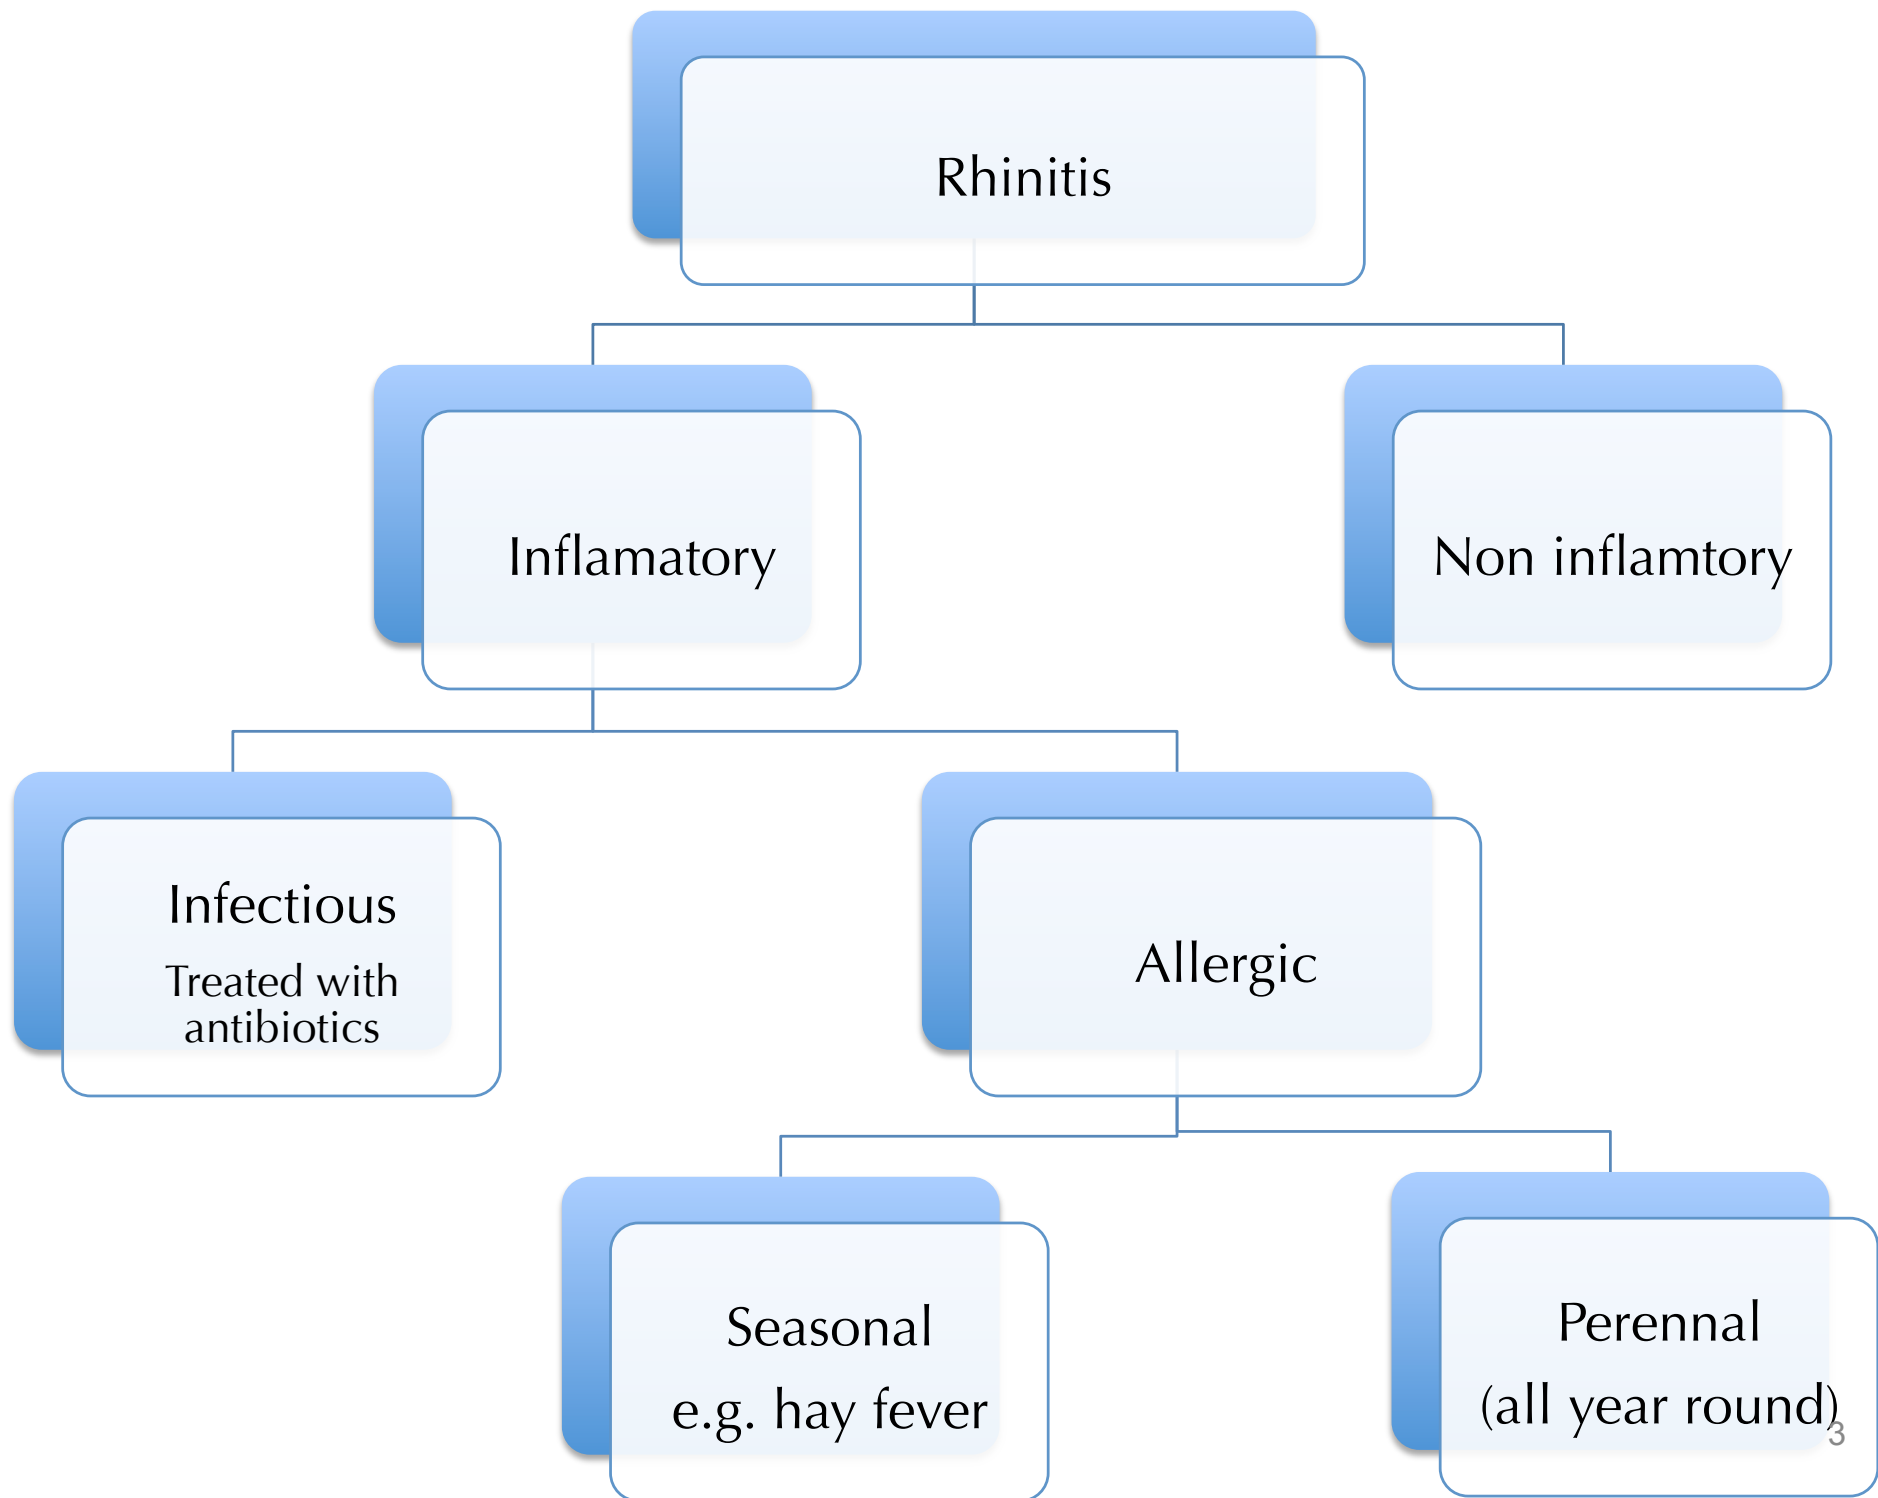 Rhinitis
Inflamatory
Non inflamtory
Infectious
Treated with
antibiotics
Allergic
Seasonal
e.g. hay fever
Perennal
(all year round)
3